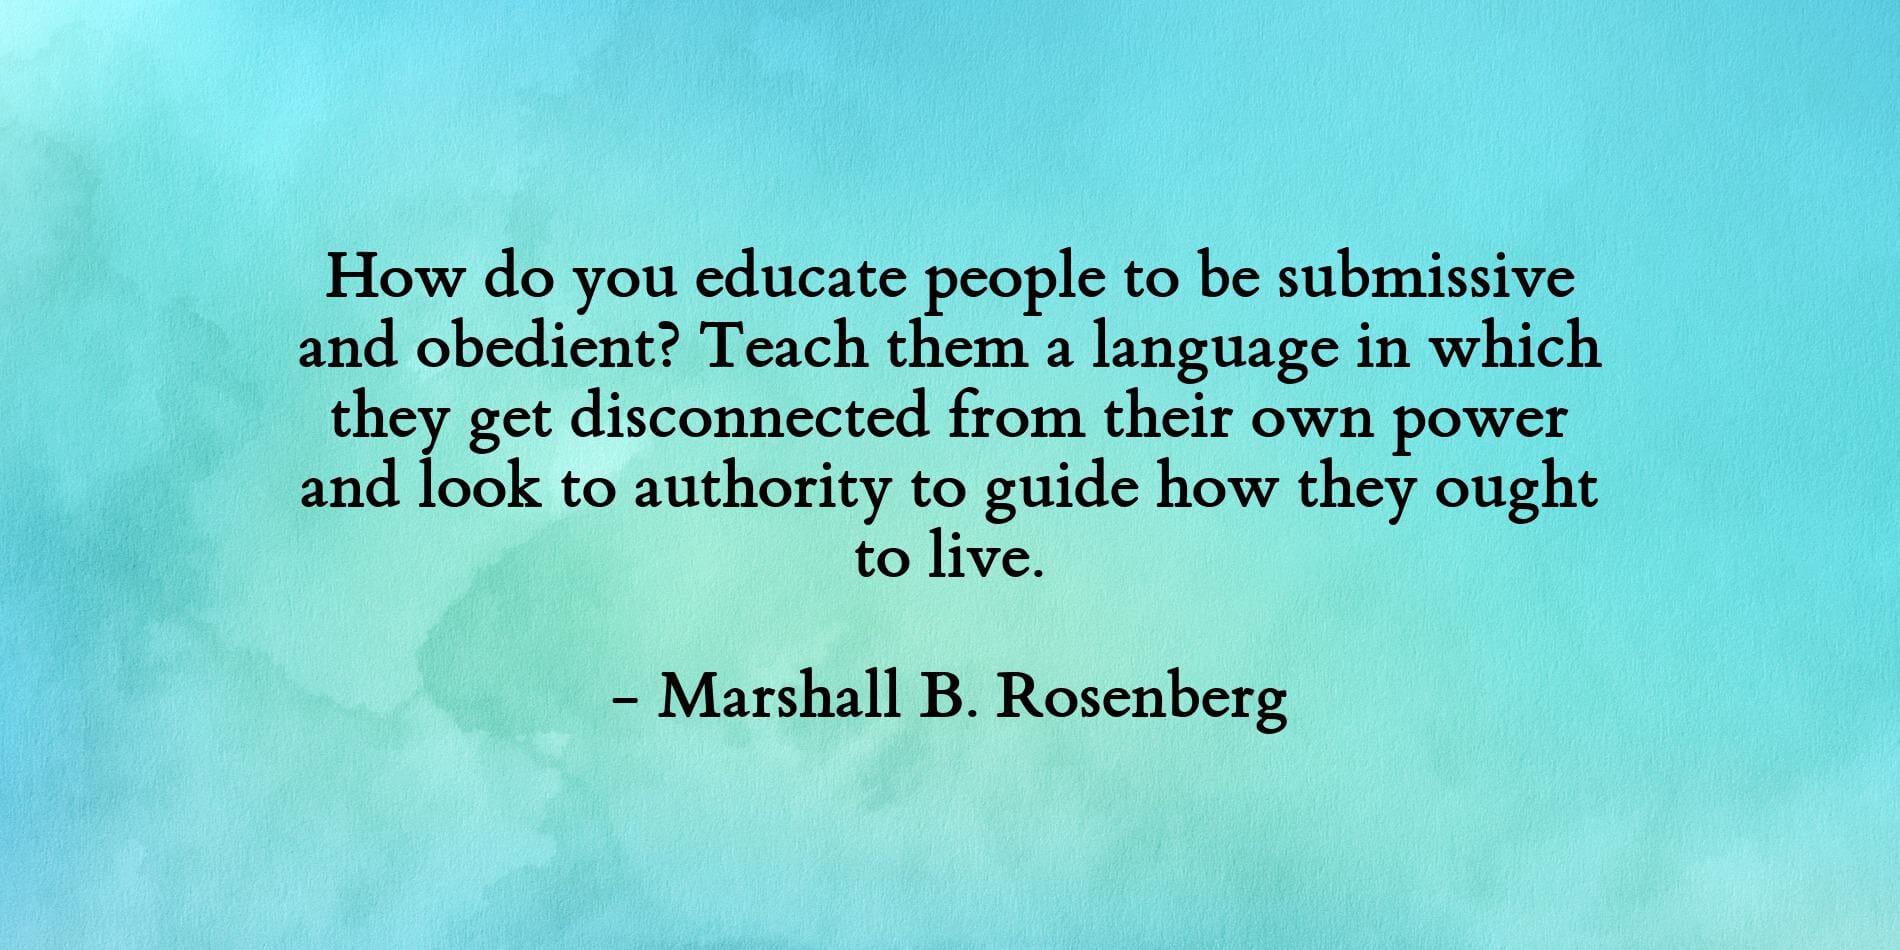 How do you educate people to be submissive
and obedient? Teach them a language in which
they get disconnected from their own power
and look to authority to guide how they ought
to live.
- Marshall B. Rosenberg